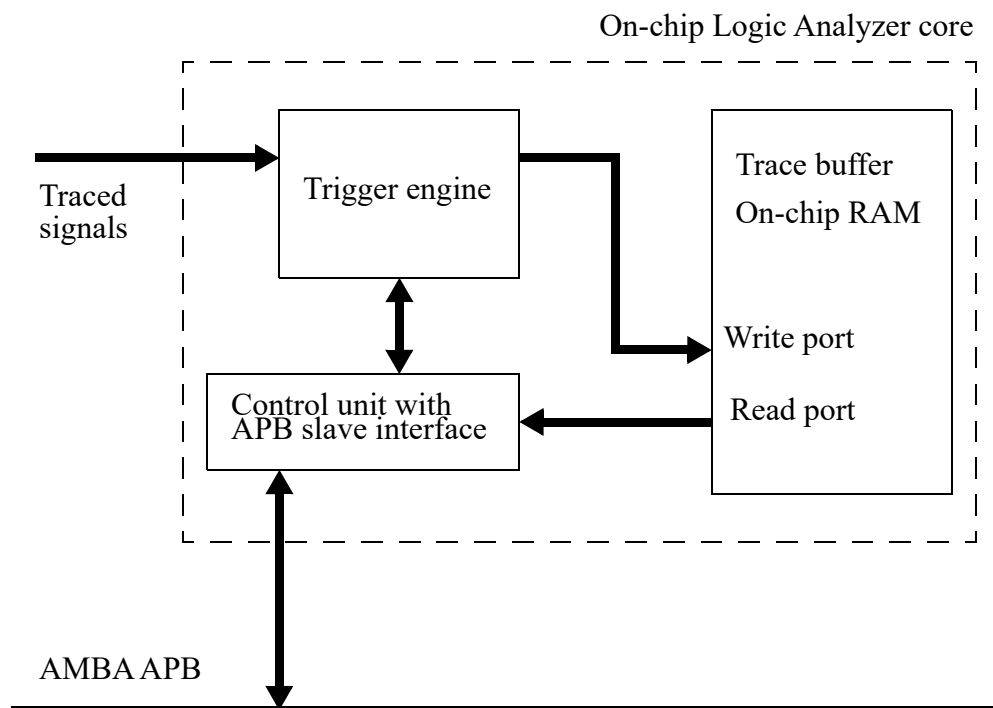 On-chip Logic Analyzer core
Traced
signals
Trigger engine
Trace buffer
On-chip RAM
Write port
Read port
Control unit with
APB slave interface
AMBA APB